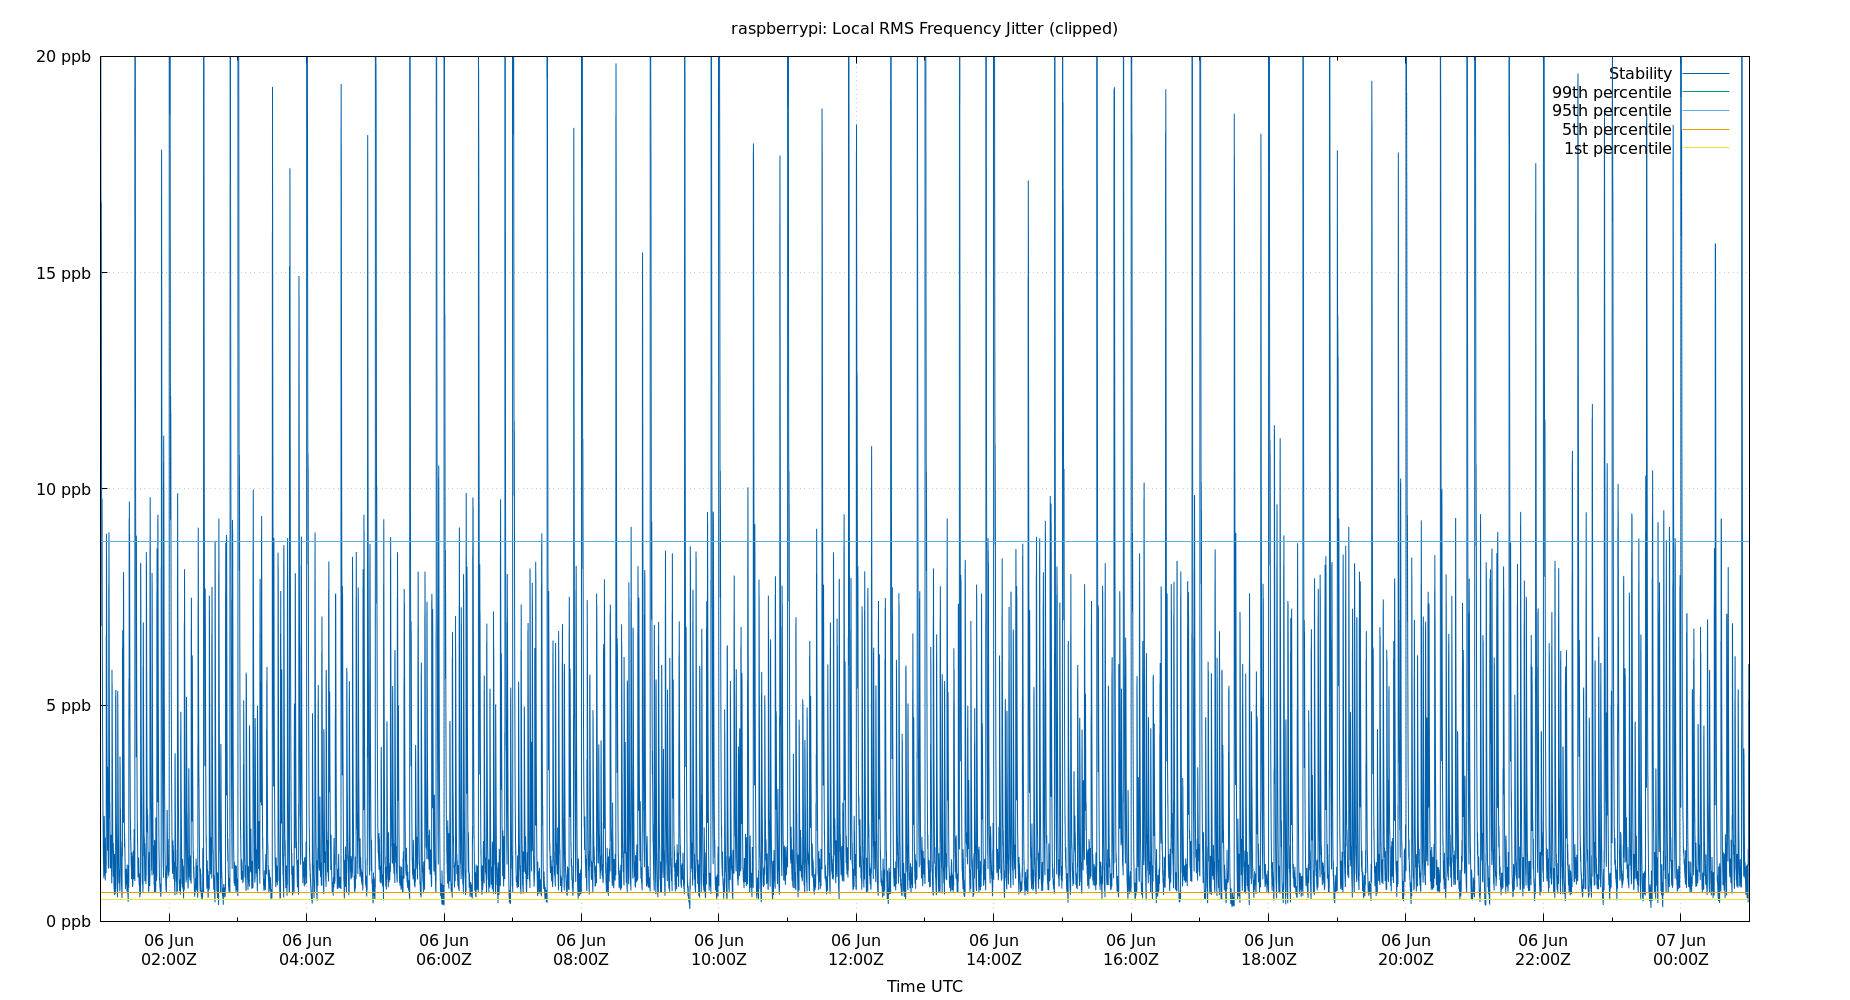 raspberrypi: Local RMS Frequency Jitter (clipped)
20 ppb
15 ppb
10 ppb
5 ppb
0 ppb
Stability
99th percentile
95th percentile
5th percentile
1st percentile
06 Jun 06 Jun 06 Jun 06 Jun 06 Jun 06 Jun 06 Jun 06 Jun 06 Jun 06 Jun 06 Jun 07 Jun
02:00Z 04:00Z 06:00Z 08:00Z 10:00Z 12:00Z 14:00Z 16:00Z 18:00Z 20:00Z 22:00Z 00:00Z
Time UTC